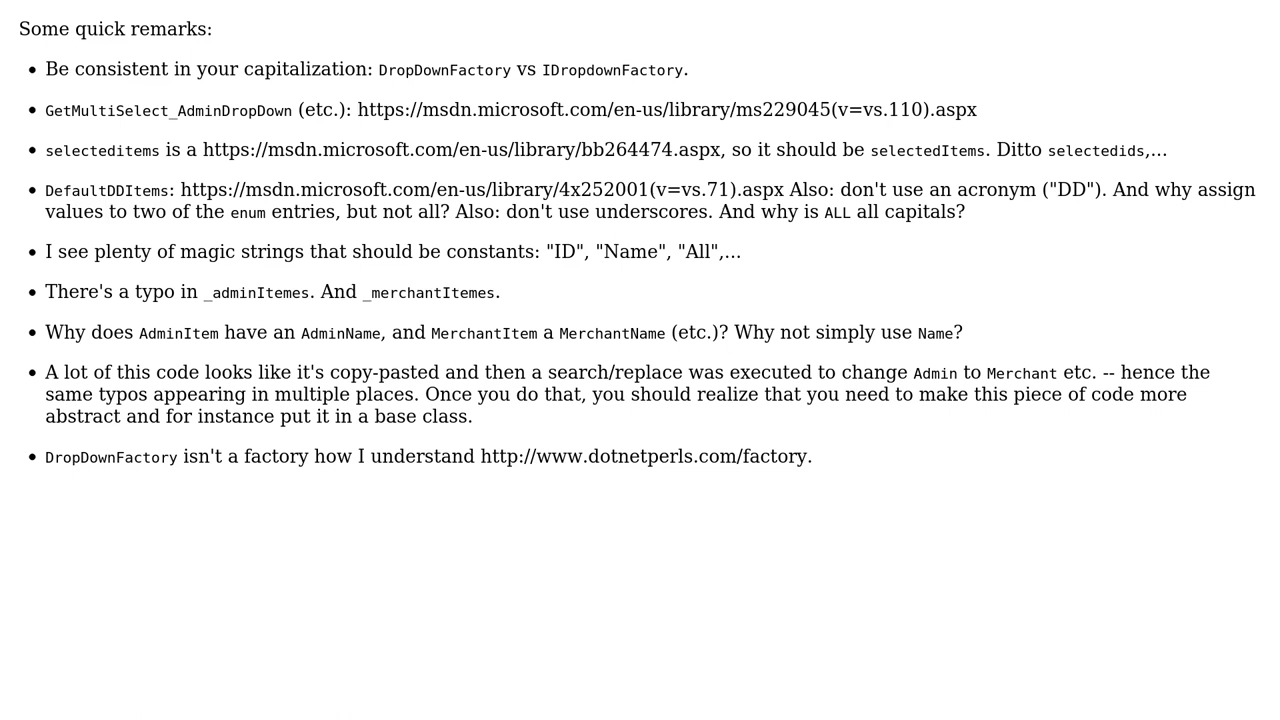 Some quick remarks:
• Be consistent in your capitalization: DropDownFactory vs IDropdownFactory.
• GetMultiSelect_AdminDropDown (etc.): https://msdn.microsoft.com/en-us/library/ms229045(v=vs.110).aspx
• selecteditems is a https://msdn.microsoft.com/en-us/library/bb264474.aspx, so it should be selectedItems. Ditto selectedids,...
• DefaultDDItems: https://msdn.microsoft.com/en-us/library/4x252001(v=vs.71).aspx Also: don't use an acronym ("DD"). And why assign
values to two of the enum entries, but not all? Also: don't use underscores. And why is ALL all capitals?
• I see plenty of magic strings that should be constants: "ID", "Name", "All",...
• There's a typo in _adminItemes. And _merchantItemes.
• Why does AdminItem have an AdminName, and MerchantItem a MerchantName (etc.)? Why not simply use Name?
• A lot of this code looks like it's copy-pasted and then a search/replace was executed to change Admin to Merchant etc. -- hence the
same typos appearing in multiple places. Once you do that, you should realize that you need to make this piece of code more
abstract and for instance put it in a base class.
• DropDownFactory isn't a factory how I understand http://www.dotnetperls.com/factory.